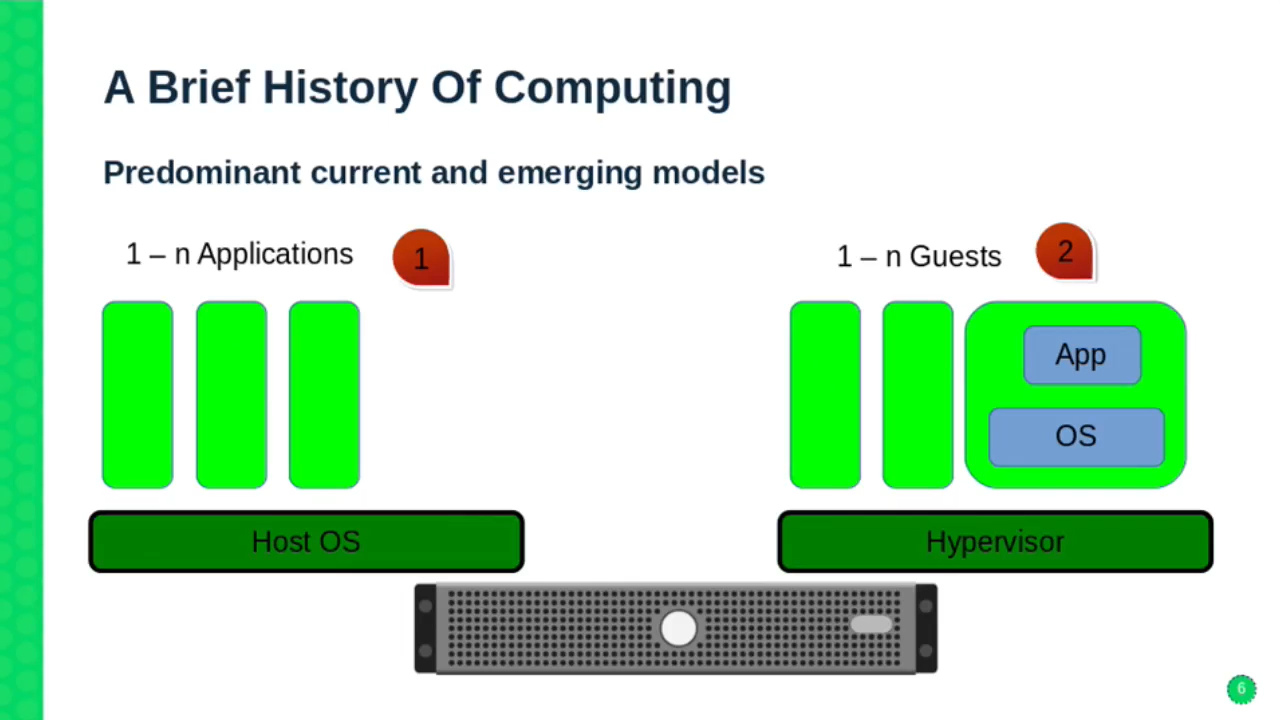 A Brief History Of Computing
Predominant current and emerging models
1 – n Applications
1
1 – n Guests
2
App
OS
Host OS
Hypervisor
6